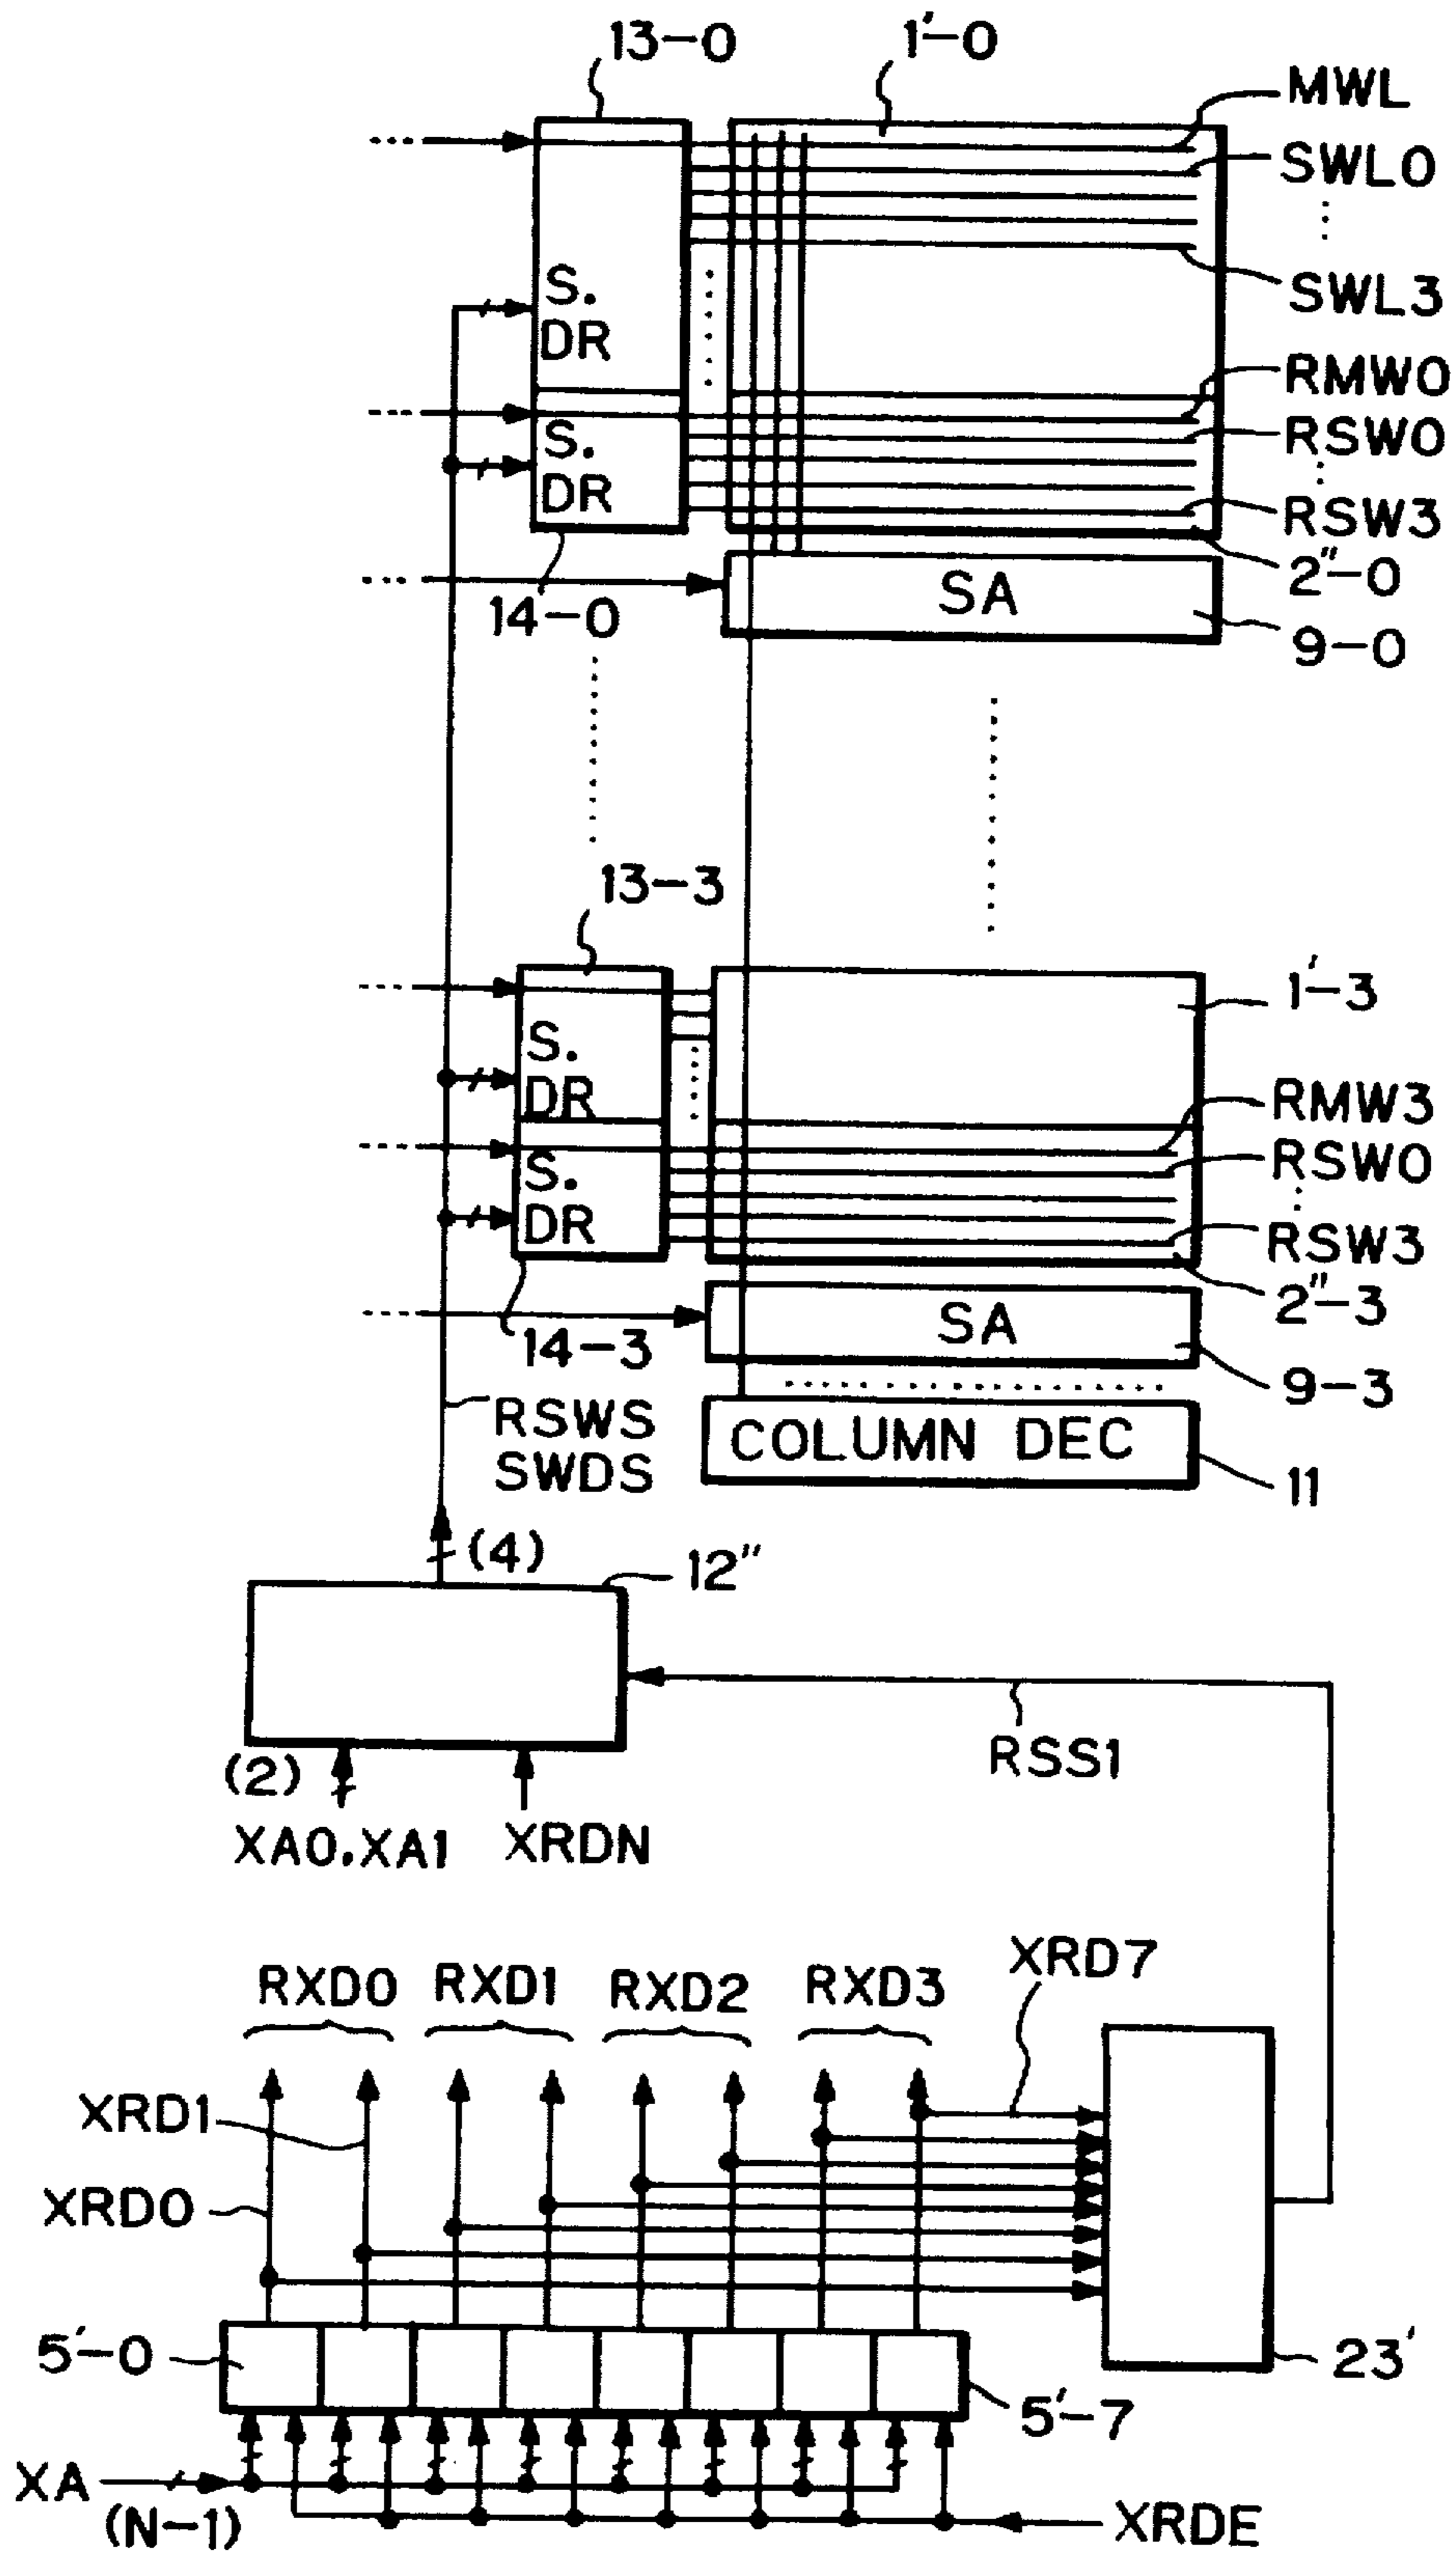 13-0
1'-0
MWL
SWL0
SWL3
S.
DR
RMW0
S.
DR
RSW0
RSW3
2''-0
SA
14-0
9-0
13-3
1'-3
S.
DR
RMW3
S.
DR
RSW0
RSW3
2''-3
SA
14-3
9-3
RSWS
SWDS
COLUMN DEC
11
(4)
12''
RSS1
(2)
XA0.XA1
XRDN
XRD7
RXD0
RXD1
RXD2
RXD3
XRD1
XRD0
5'-0
23'
5'-7
XA
(N-1)
XRDE